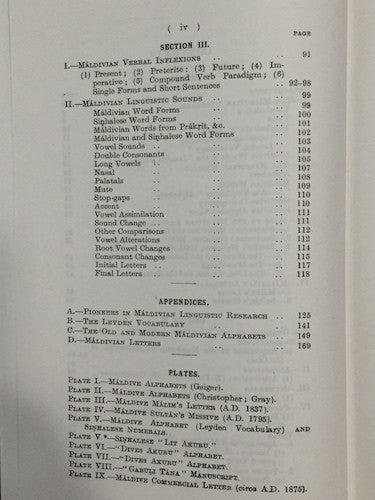 ( iv )
PAGE
SECTION III.
I.—MÁLDIVIAN VERBAL INFLEXIONS .. .. 91
(1) Present; (2) Preterite: (3) Future; (4) Im-
perative; (5) Compound Verb Paradigm; (6)
Single Forms and Short Sentences .. 92-98
II.—MÁLDIVIAN LINGUISTIC SOUNDS .. .. 99
Máldivian Word Forms .. .. 99
Siṇhalese Word Forms .. .. 100
Máldivian Words from Prákṛit, &c. .. 101
Máldivian and Siṇhalese Word Forms .. 102
Vowel Sounds .. .. .. 103
Double Consonants .. .. 104
Long Vowels .. .. .. 105
Nasal .. .. .. 107
Palatals .. .. .. 108
Mute .. .. .. 109
Stop-gaps .. .. .. 110
Accent .. .. .. 110
Vowel Assimilation .. .. 111
Sound Change .. .. .. 111
Other Comparisons .. .. 112
Vowel Alterations .. .. 112
Root Vowel Changes .. .. 114
Consonant Changes .. .. 115
Initial Letters .. .. .. 117
Final Letters .. .. .. 118
APPENDICES.
A.—PIONEERS IN MÁLDIVIAN LINGUISTIC RESEARCH .. 125
B.—THE LEYDEN VOCABULARY .. .. 141
C.—THE OLD AND MODERN MÁLDIVIAN ALPHABETS .. 149
D.—MÁLDIVIAN LETTERS .. .. 169
PLATES.
PLATE I.—MÁLDIVE ALPHABETS (Geiger).
PLATE II.—MÁLDIVE ALPHABETS (Christopher; Gray).
PLATE III.—MÁLDIVE MÁLIM'S LETTER (A.D. 1837).
PLATE IV.—MÁLDIVE SULTÁN'S MISSIVE (A.D. 1795).
PLATE V.—MÁLDIVE ALPHABET (Leyden Vocabulary) AND
SIṆHALESE NUMERALS.
PLATE V.*—SIṆHALESE "LIT AKURU."
PLATE VI.—"DIVES AKURU" ALPHABET.
PLATE VII.—"DIVES AKURU" ALPHABET.
PLATE VIII.—"GABUḶI TÁNA" MANUSCRIPT.
PLATE IX.—MÁLDIVE COMMERCIAL LETTER (circa A.D. 1875).